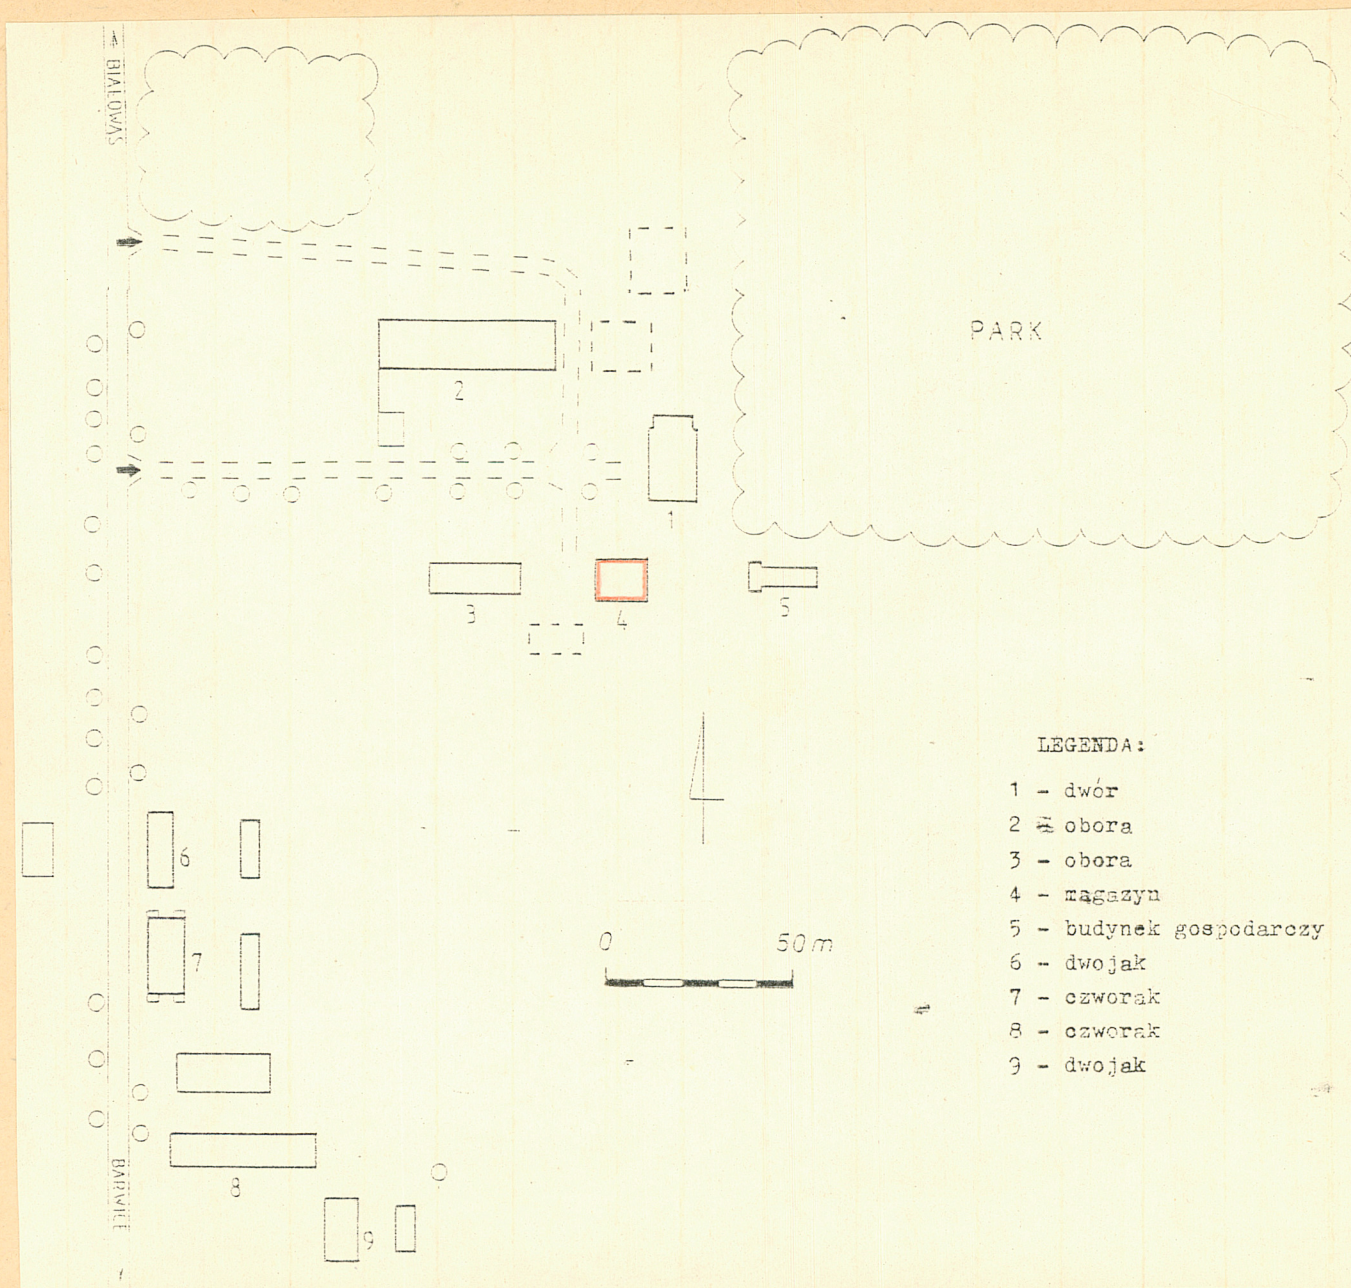 BIAŁOWĄS
PARK
2
1
3
4
5
6
7
8
9
0 50m
BARWICE
LEGENDA:
1 - dwór
2 - obora
3 - obora
4 - magazyn
5 - budynek gospodarczy
6 - dwojak
7 - czworak
8 - czworak
9 - dwojak